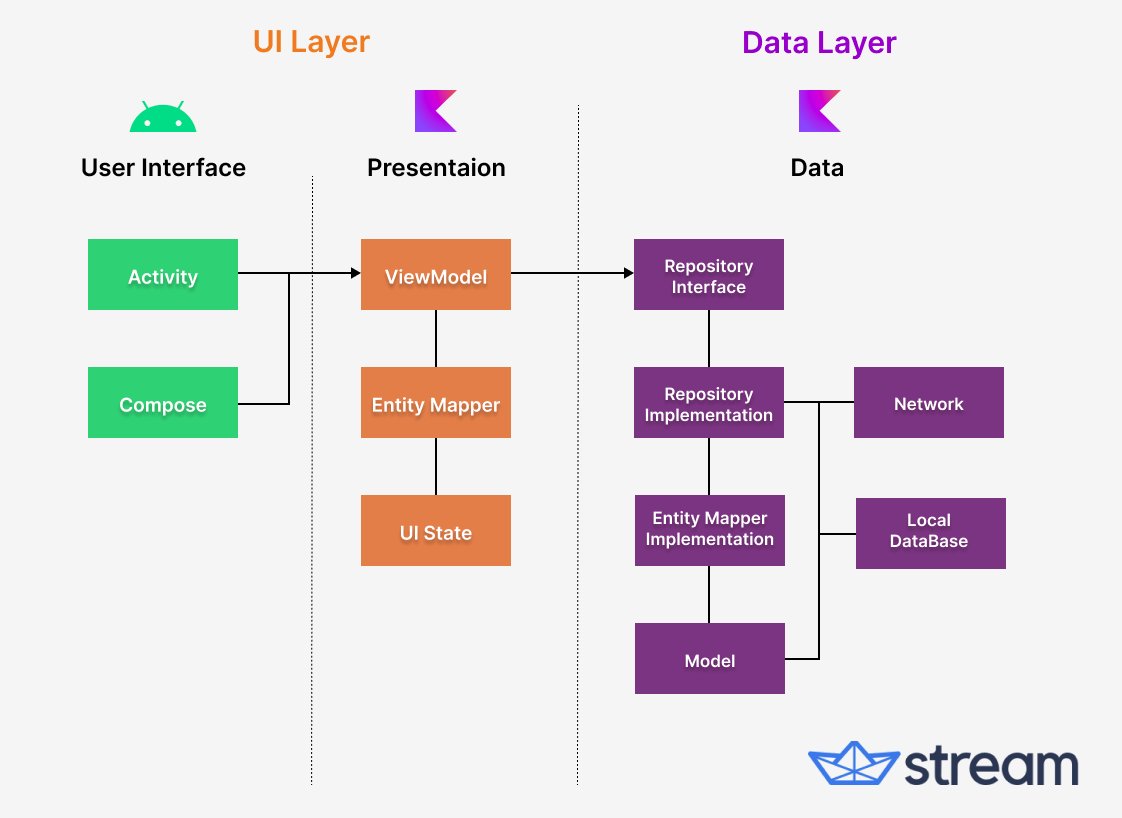 UI Layer
Data Layer
User Interface
Presentaion
Data
Activity
ViewModel
Repository
Interface
Compose
Entity Mapper
Repository
Implementation
Network
UI State
Entity Mapper
Implementation
Local
DataBase
Model
stream